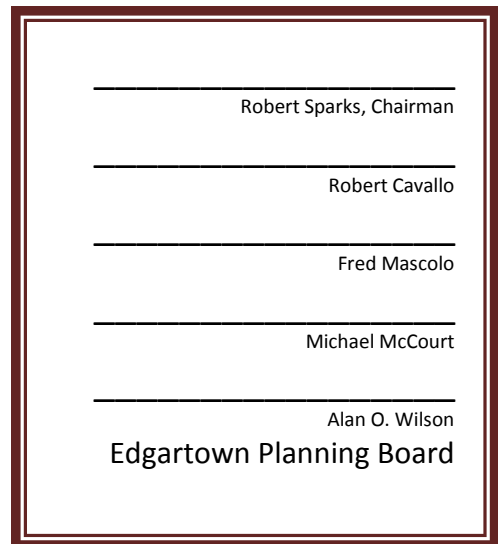 Robert Sparks, Chairman
Robert Cavallo
Fred Mascolo
Michael McCourt
Alan O. Wilson
Edgartown Planning Board